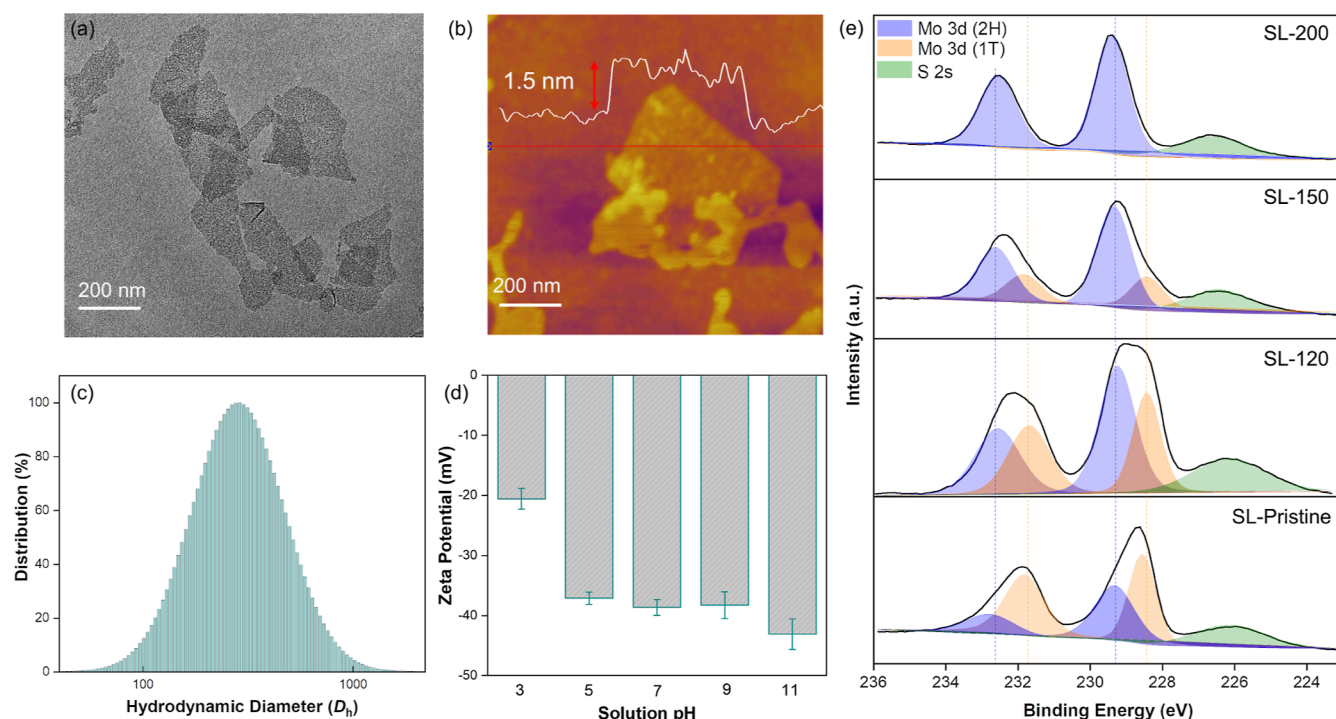 (a)
200 nm
(b)
1.5 nm
200 nm
(c)
Distribution (%)
100
80
60
40
20
0
100
1000
Hydrodynamic Diameter (Dh)
(d)
Zeta Potential (mV)
0
-10
-20
-30
-40
-50
3
5
7
9
11
Solution pH
(e)
Mo 3d (2H)
Mo 3d (1T)
S 2s
SL-200
SL-150
SL-120
SL-Pristine
Intensity (a.u.)
236
234
232
230
228
226
224
Binding Energy (eV)